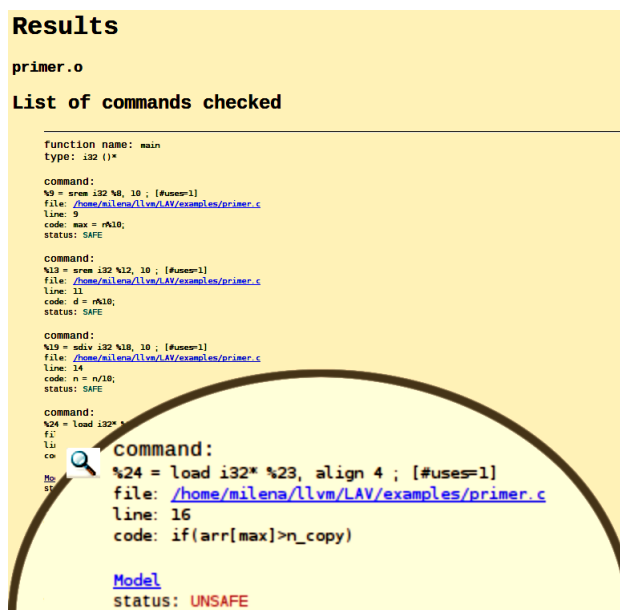 Results
primer.o
List of commands checked
function name: main
type: i32 ()*
command:
%9 = srem i32 %8, 10 ; [#uses=1]
file: /home/milena/llvm/LAV/examples/primer.c
line: 9
code: max = n%10;
status: SAFE
command:
%13 = srem i32 %12, 10 ; [#uses=1]
file: /home/milena/llvm/LAV/examples/primer.c
line: 11
code: d = n%10;
status: SAFE
command:
%19 = sdiv i32 %18, 10 ; [#uses=1]
file: /home/milena/llvm/LAV/examples/primer.c
line: 14
code: n = n/10;
status: SAFE
command:
%24 = load i32*
command:
%24 = load i32* %23, align 4 ; [#uses=1]
file: /home/milena/llvm/LAV/examples/primer.c
line: 16
code: if(arr[max]>n_copy)
Model
status: UNSAFE